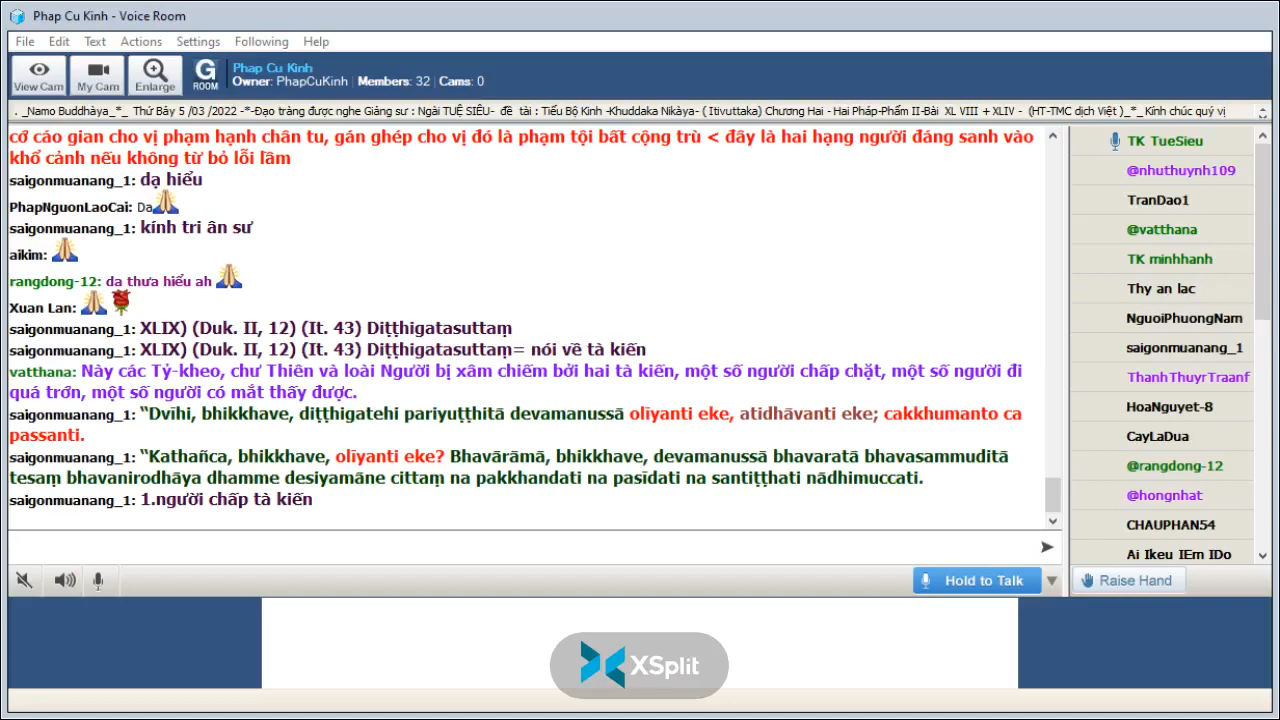 Phap Cu Kinh - Voice Room
File Edit Text Actions Settings Following Help
View Cam My Cam Enlarge G ROOM
Phap Cu Kinh
Owner: PhapCuKinh | Members: 32 | Cams: 0
. _Namo Buddhàya_*_ Thứ Bảy 5 /03 /2022 -*-Đạo tràng được nghe Giảng sư : Ngài TUỆ SIÊU- đề tài : Tiểu Bộ Kinh -Khuddaka Nikàya- ( Itivuttaka) Chương Hai - Hai Pháp-Phẩm II-Bài XL VIII + XLIV - (HT-TMC dịch Việt )_*_Kính chúc quý vị
cớ cáo gian cho vị phạm hạnh chân tu, gán ghép cho vị đó là phạm tội bất cộng trù < đây là hai hạng người đáng sanh vào
khổ cảnh nếu không từ bỏ lỗi lầm
saigonmuanang_1: dạ hiểu
PhapNguonLaoCai: Da
saigonmuanang_1: kính tri ân sư
aikim:
rangdong-12: da thưa hiểu ah
Xuan Lan:
saigonmuanang_1: XLIX) (Duk. II, 12) (It. 43) Diṭṭhigatasuttaṃ
saigonmuanang_1: XLIX) (Duk. II, 12) (It. 43) Diṭṭhigatasuttaṃ= nói về tà kiến
vatthana: Này các Tỷ-kheo, chư Thiên và loài Người bị xâm chiếm bởi hai tà kiến, một số người chấp chặt, một số người đi
quá trớn, một số người có mắt thấy được.
saigonmuanang_1: “Dvīhi, bhikkhave, diṭṭhigatehi pariyuṭṭhitā devamanussā olīyanti eke, atidhāvanti eke; cakkhumanto ca
passanti.
saigonmuanang_1: “Kathañca, bhikkhave, olīyanti eke? Bhavārāmā, bhikkhave, devamanussā bhavaratā bhavasammuditā
tesaṃ bhavanirodhāya dhamme desiyamāne cittaṃ na pakkhandati na pasīdati na santiṭṭhati nādhimuccati.
saigonmuanang_1: 1.người chấp tà kiến
TK TueSieu
@nhuthuynh109
TranDao1
@vatthana
TK minhhanh
Thy an lac
NguoiPhuongNam
saigonmuanang_1
ThanhThuyrTraanf
HoaNguyet-8
CayLaDua
@rangdong-12
@hongnhat
CHAUPHAN54
Ai Ikeu IEm IDo
Hold to Talk
Raise Hand
XSplit